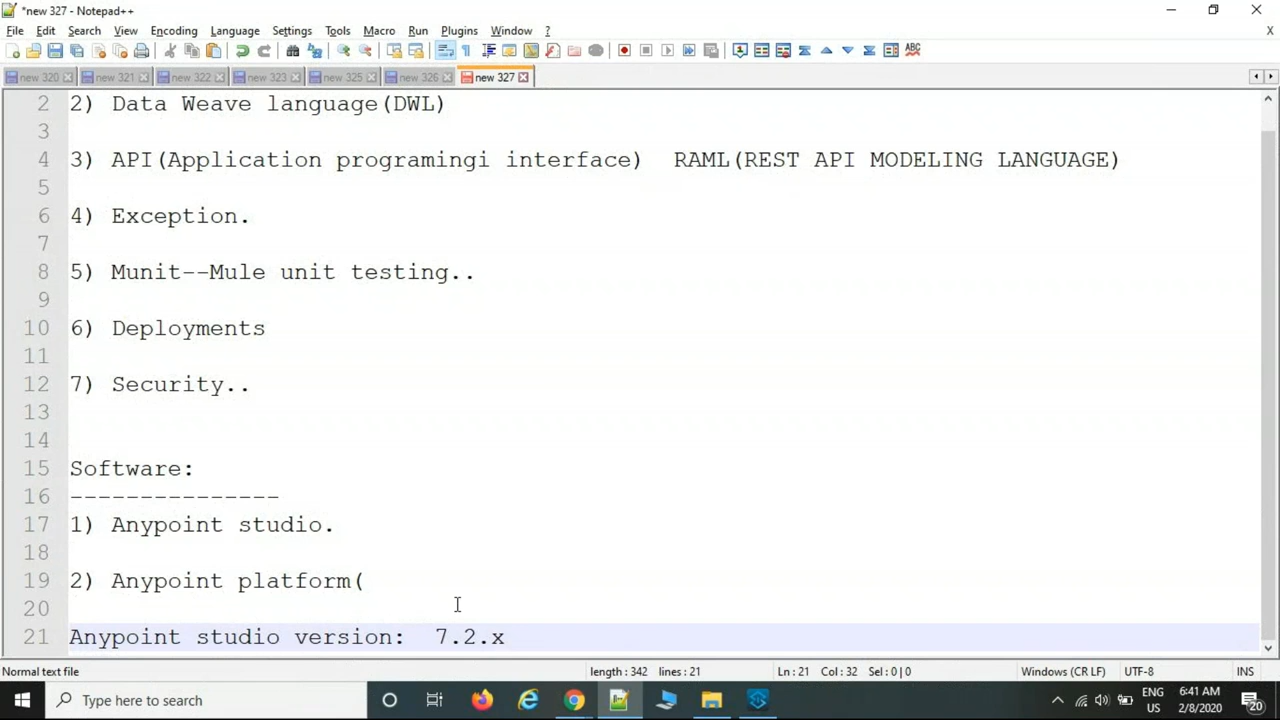 *new 327 - Notepad++
File Edit Search View Encoding Language Settings Tools Macro Run Plugins Window ?
X
ABC
new 320 new 321 new 322 new 323 new 325 new 326 new 327
2 2) Data Weave language(DWL)
3
4 3) API(Application programingi interface) RAML(REST API MODELING LANGUAGE)
5
6 4) Exception.
7
8 5) Munit--Mule unit testing..
9
10 6) Deployments
11
12 7) Security..
13
14
15 Software:
16 ---------------
17 1) Anypoint studio.
18
19 2) Anypoint platform(
20
21 Anypoint studio version: 7.2.x
Normal text file length : 342 lines : 21 Ln : 21 Col : 32 Sel : 0 | 0 Windows (CR LF) UTF-8 INS
Type here to search
ENG
US
6:41 AM
2/8/2020
20